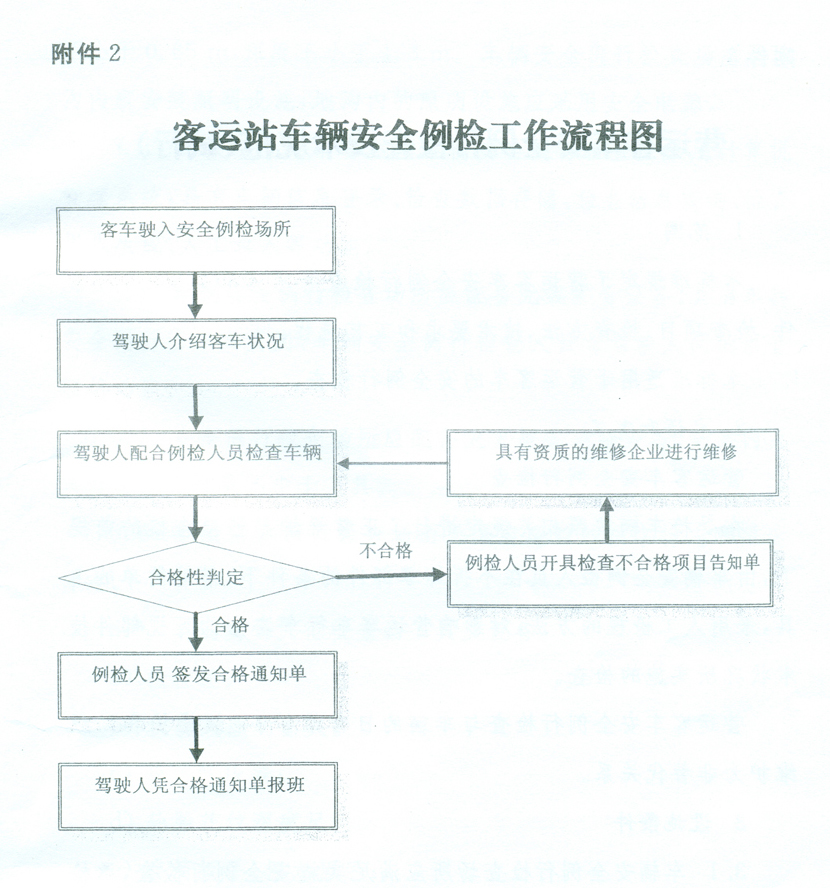 附件2
客运站车辆安全例检工作流程图
客车驶入安全例检场所
驾驶人介绍客车状况
驾驶人配合例检人员检查车辆
具有资质的维修企业进行维修
合格性判定
不合格
例检人员开具检查不合格项目告知单
合格
例检人员 签发合格通知单
驾驶人凭合格通知单报班